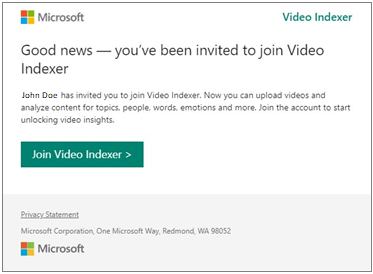 Microsoft Video Indexer
Good news — you've been invited to join Video
Indexer
John Doe has invited you to join Video Indexer. Now you can upload videos and
analyze content for topics, people, words, emotions and more. Join the account to start
unlocking video insights.
Join Video Indexer >
Privacy Statement
Microsoft Corporation, One Microsoft Way, Redmond, WA 98052
Microsoft